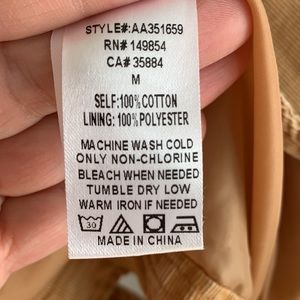 STYLE#:AA351659
RN# 149854
CA# 35884
M
SELF:100%COTTON
LINING: 100%POLYESTER
MACHINE WASH COLD
ONLY NON-CHLORINE
BLEACH WHEN NEEDED
TUMBLE DRY LOW
WARM IRON IF NEEDED
30
MADE IN CHINA